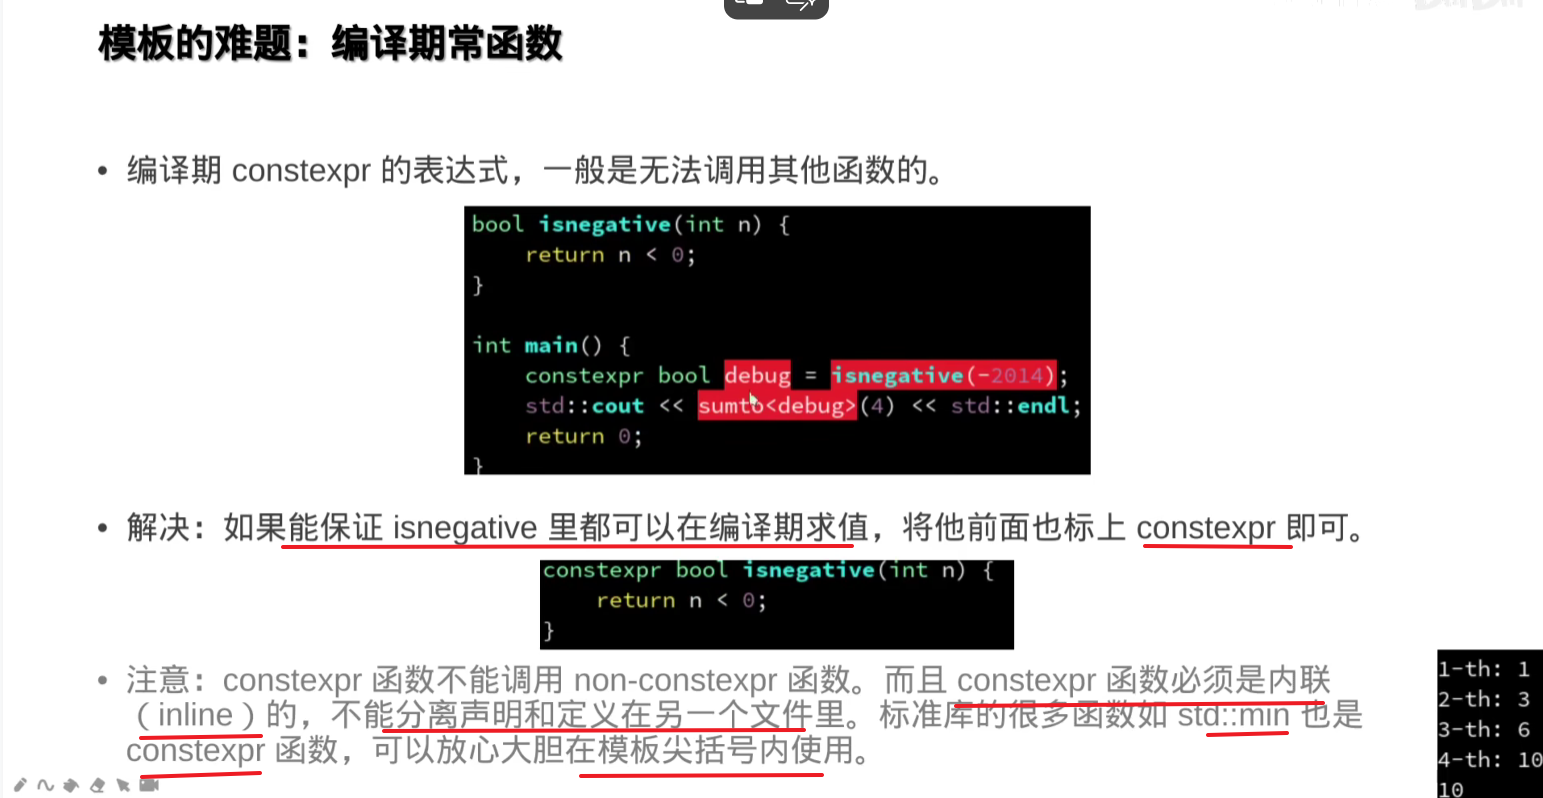 模板的难题：编译期常函数
• 编译期 constexpr 的表达式，一般是无法调用其他函数的。
bool isnegative(int n) {
return n < 0;
}
int main() {
constexpr bool debug = isnegative(-2014);
std::cout << sumto<debug>(4) << std::endl;
return 0;
}
• 解决：如果能保证 isnegative 里都可以在编译期求值，将他前面也标上 constexpr 即可。
constexpr bool isnegative(int n) {
return n < 0;
}
• 注意：constexpr 函数不能调用 non-constexpr 函数。而且 constexpr 函数必须是内联
（inline）的，不能分离声明和定义在另一个文件里。标准库的很多函数如 std::min 也是
constexpr 函数，可以放心大胆在模板尖括号内使用。
1-th: 1
2-th: 3
3-th: 6
4-th: 10
10